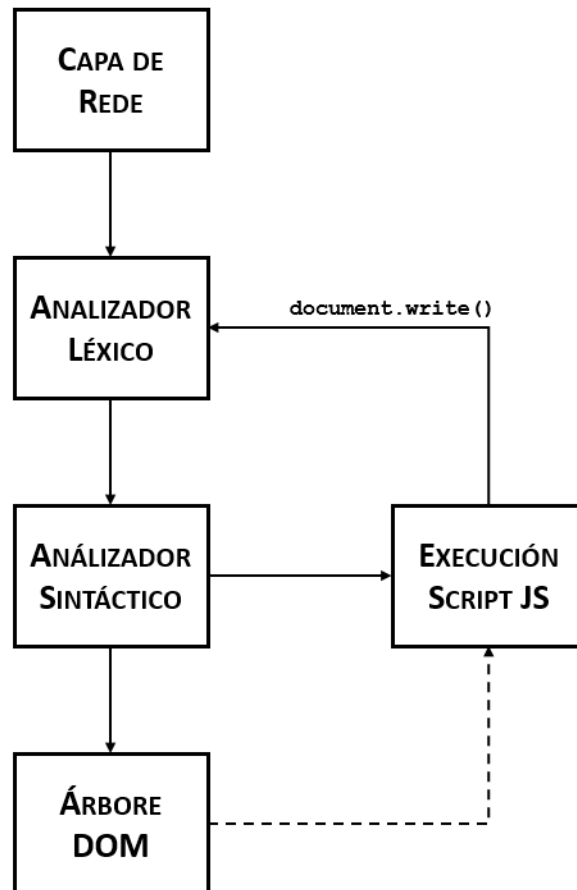 CAPA DE
REDE
ANALIZADOR
LÉXICO
document.write()
ANÁLIZADOR
SINTÁCTICO
EXECUCIÓN
SCRIPT JS
ÁRBORE
DOM